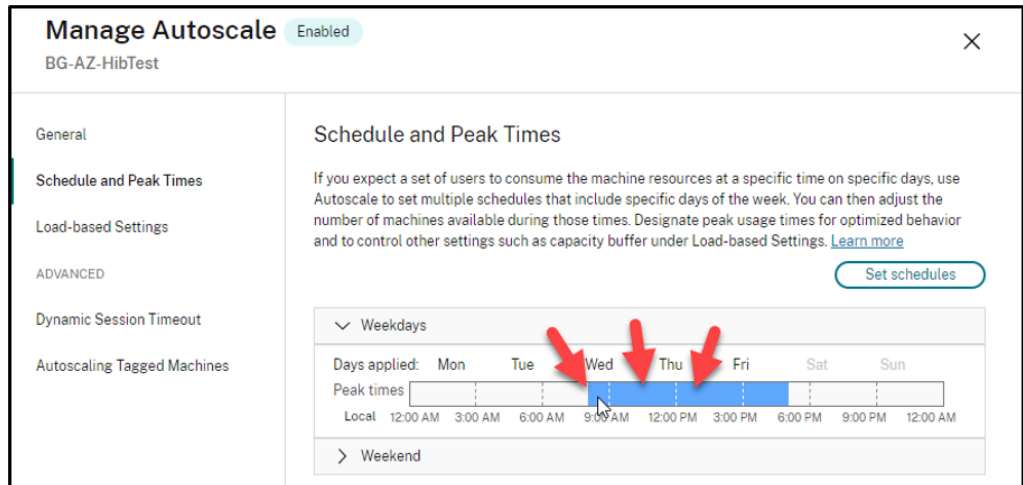 Manage Autoscale Enabled
BG-AZ-HibTest
General
Schedule and Peak Times
Load-based Settings
ADVANCED
Dynamic Session Timeout
Autoscaling Tagged Machines
Schedule and Peak Times
If you expect a set of users to consume the machine resources at a specific time on specific days, use
Autoscale to set multiple schedules that include specific days of the week. You can then adjust the
number of machines available during those times. Designate peak usage times for optimized behavior
and to control other settings such as capacity buffer under Load-based Settings. Learn more
Set schedules
Weekdays
Days applied: Mon Tue Wed Thu Fri Sat Sun
Peak times
Local 12:00 AM 3:00 AM 6:00 AM 9:00 AM 12:00 PM 3:00 PM 6:00 PM 9:00 PM 12:00 AM
Weekend